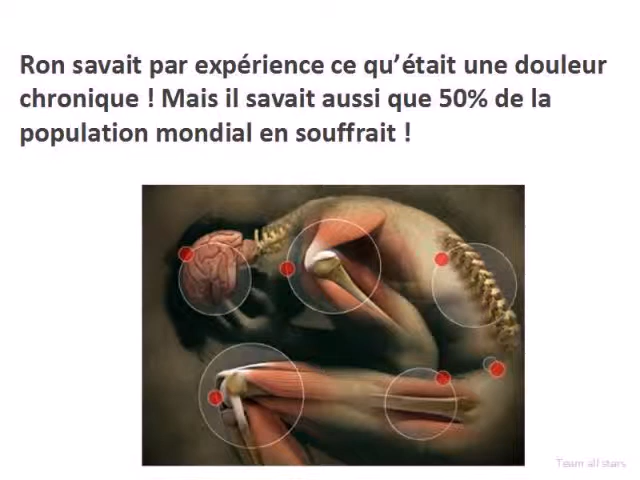 Ron savait par expérience ce qu’était une douleur
chronique ! Mais il savait aussi que 50% de la
population mondial en souffrait !
Team all stars